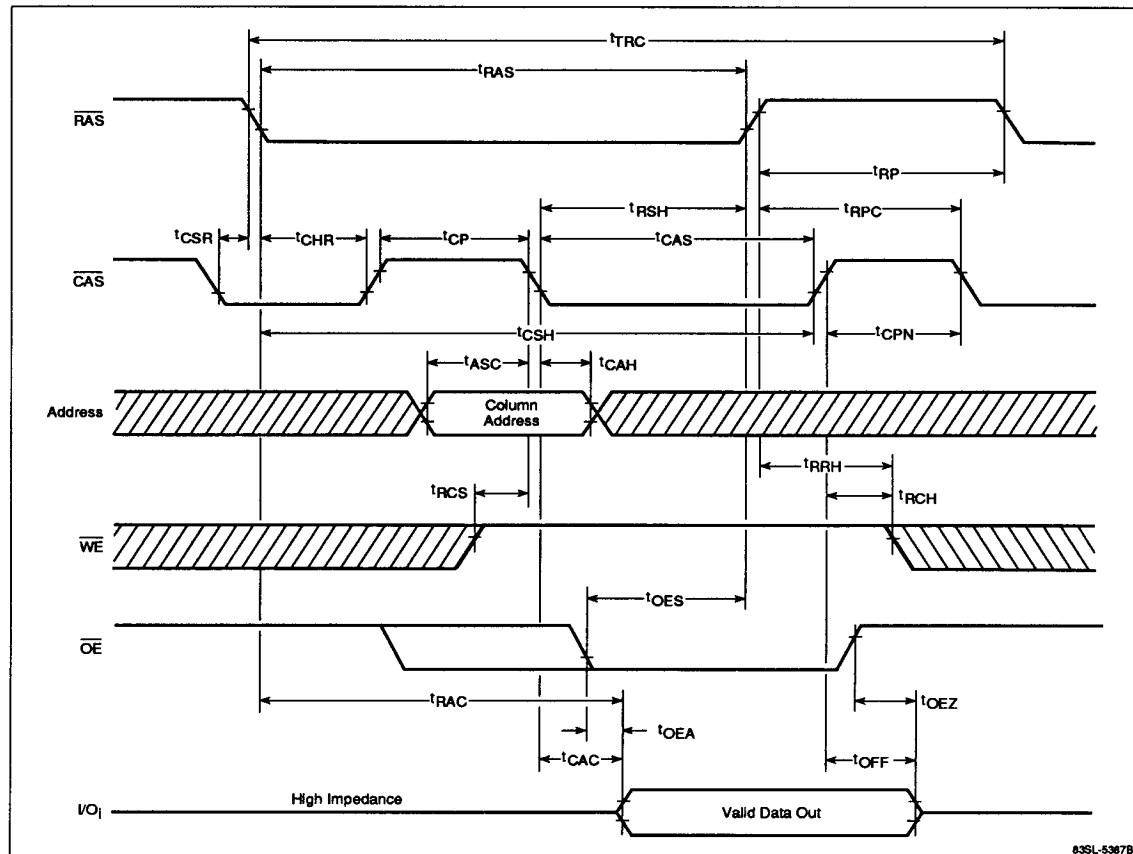 tTRC
tRAS
RAS
tRP
tRSH
tRPC
tCSR
tCHR
tCP
tCAS
CAS
tCSH
tCPN
tASC
tCAH
Address
Column
Address
tRRH
tRCS
tRCH
WE
tOES
OE
tRAC
tOEZ
tOEA
tCAC
tOFF
High Impedance
I/Oi
Valid Data Out
83SL-5387B